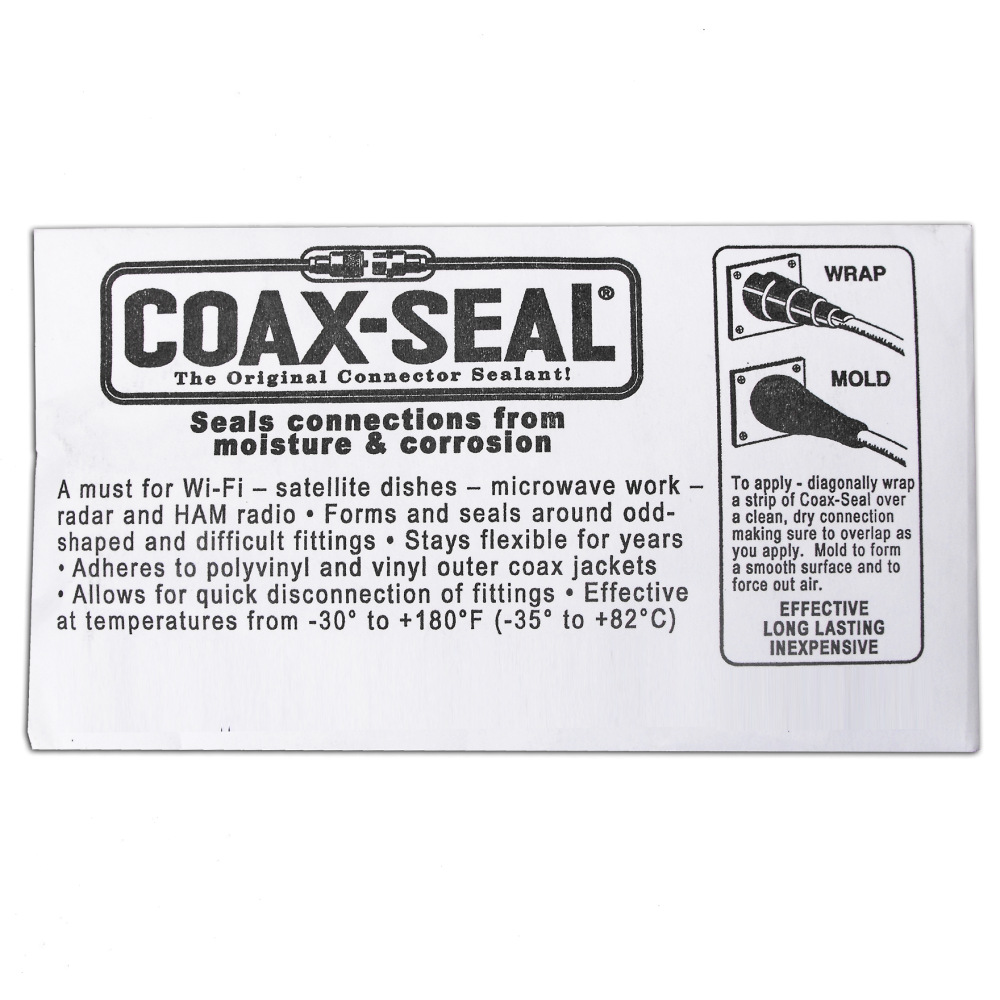 COAX-SEAL®
The Original Connector Sealant!
Seals connections from
moisture & corrosion
A must for Wi-Fi – satellite dishes – microwave work –
radar and HAM radio • Forms and seals around odd-
shaped and difficult fittings • Stays flexible for years
• Adheres to polyvinyl and vinyl outer coax jackets
• Allows for quick disconnection of fittings • Effective
at temperatures from -30° to +180°F (-35° to +82°C)
WRAP
MOLD
To apply - diagonally wrap
a strip of Coax-Seal over
a clean, dry connection
making sure to overlap as
you apply. Mold to form
a smooth surface and to
force out air.
EFFECTIVE
LONG LASTING
INEXPENSIVE